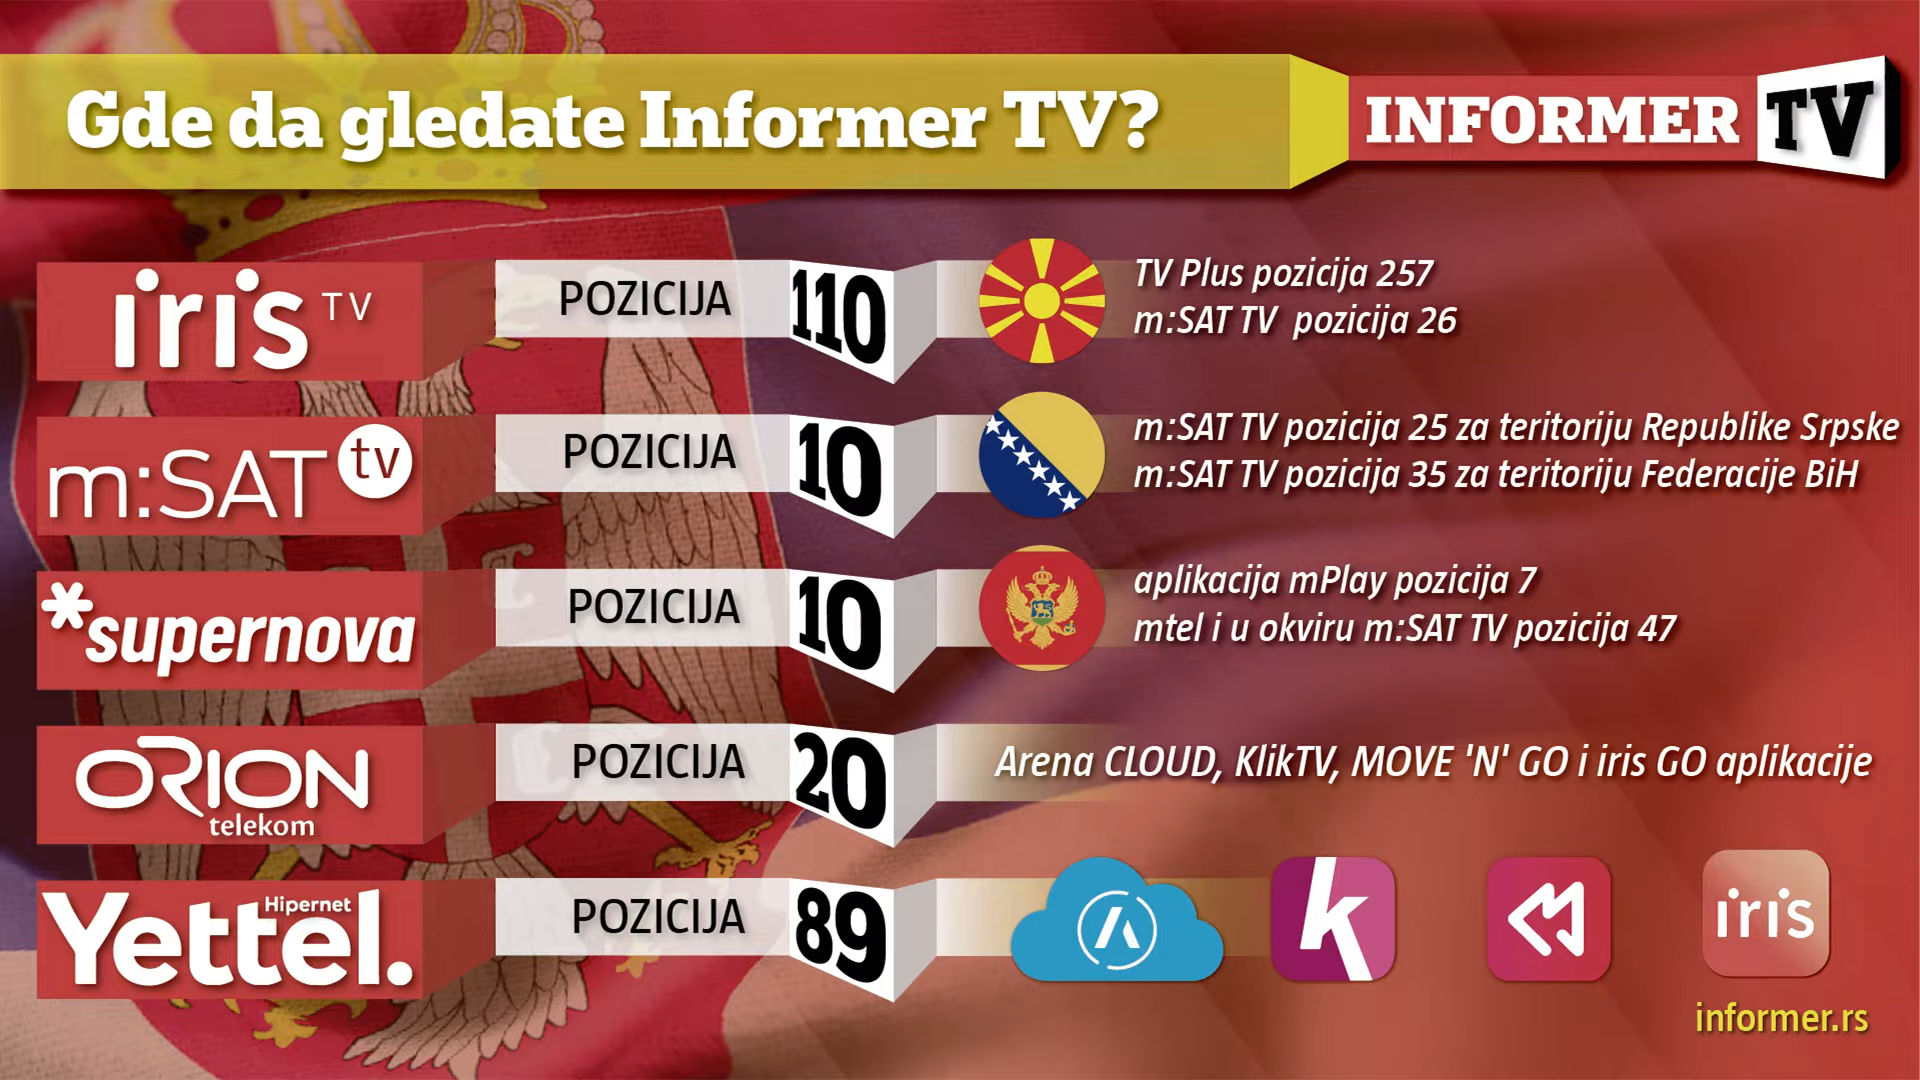 Gde da gledate Informer TV?
INFORMER TV
iris TV
POZICIJA 110
m:SAT tv
POZICIJA 10
*supernova
POZICIJA 10
ORION
telekom
POZICIJA 20
Hipernet
Yettel.
POZICIJA 89
TV Plus pozicija 257
m:SAT TV pozicija 26
m:SAT TV pozicija 25 za teritoriju Republike Srpske
m:SAT TV pozicija 35 za teritoriju Federacije BiH
aplikacija mPlay pozicija 7
mtel i u okviru m:SAT TV pozicija 47
Arena CLOUD, KlikTV, MOVE 'N' GO i iris GO aplikacije
k
iris
informer.rs